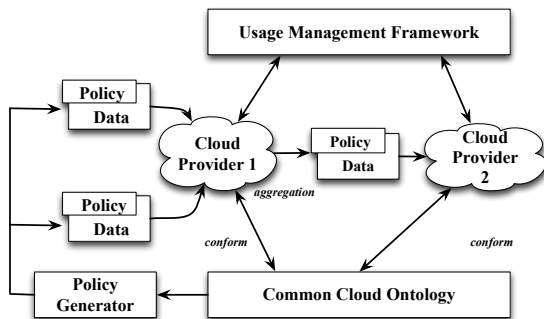 Usage Management Framework
Policy
Data
Cloud
Provider 1
Policy
Data
Cloud
Provider
2
aggregation
Policy
Data
conform
conform
Policy
Generator
Common Cloud Ontology